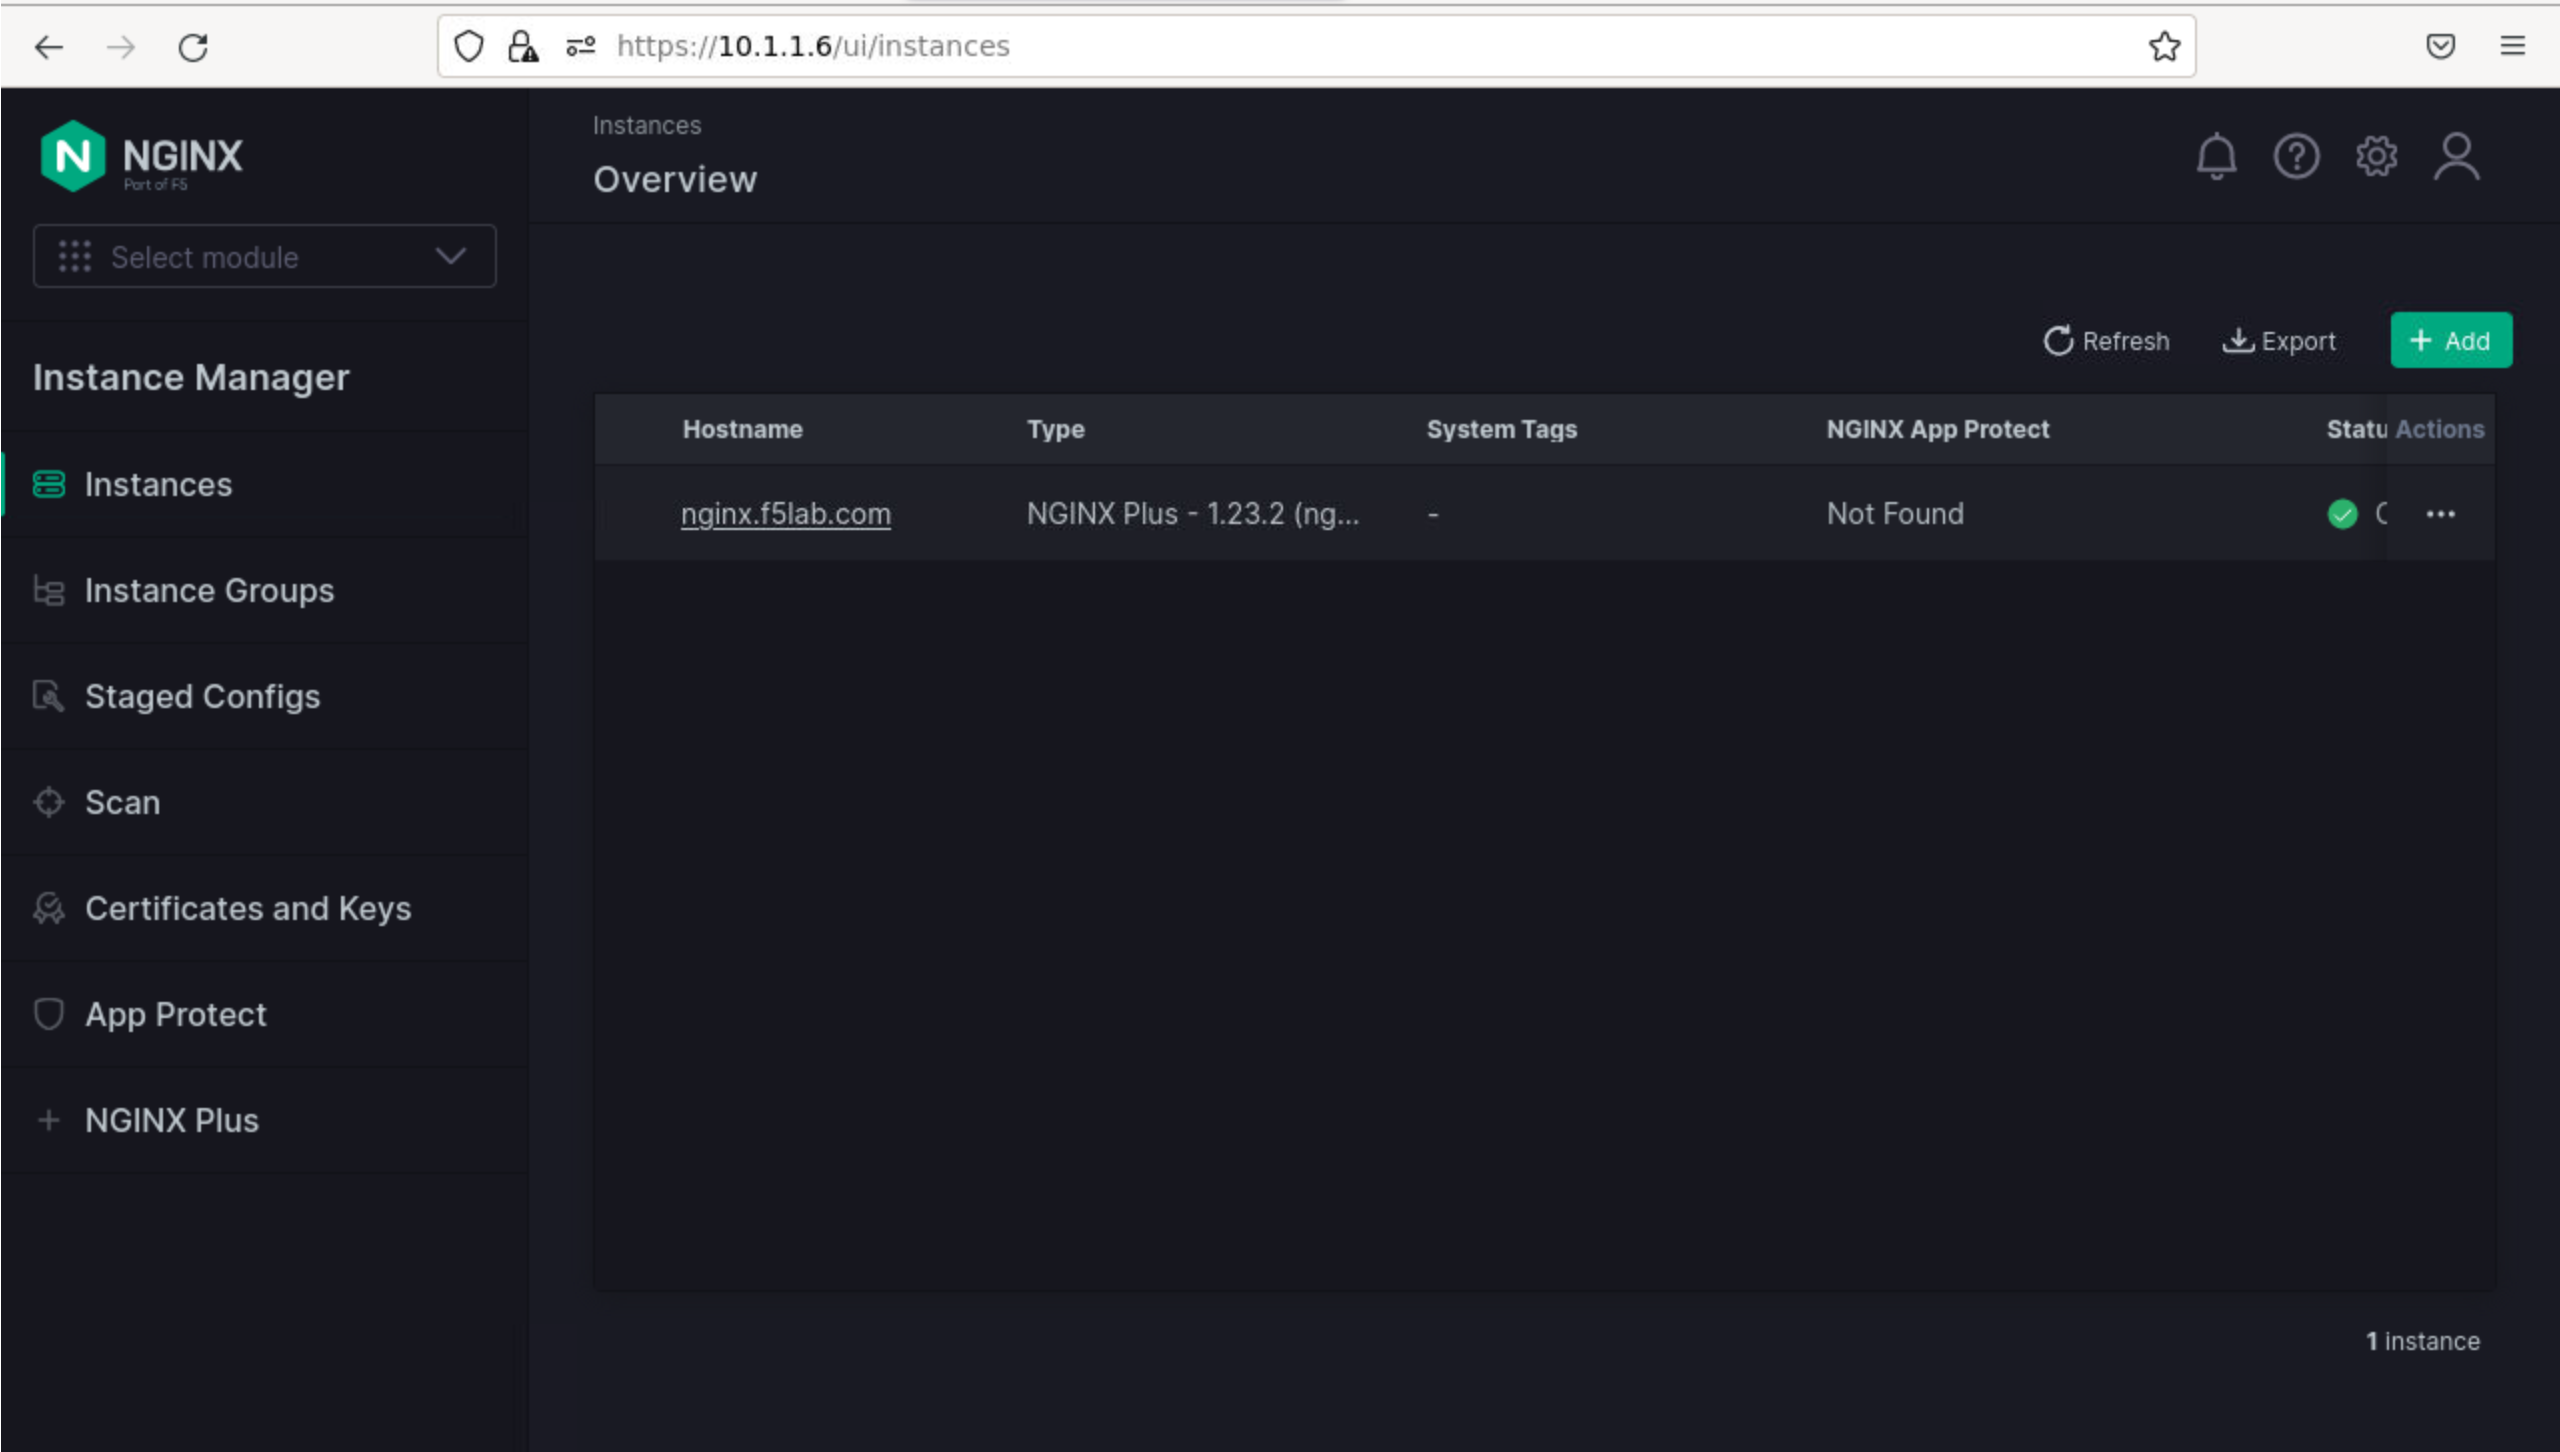 https://10.1.1.6/ui/instances
NGINX
Part of F5
Select module
Instance Manager
Instances
Instance Groups
Staged Configs
Scan
Certificates and Keys
App Protect
NGINX Plus
Instances
Overview
Refresh
Export
Add
Hostname Type System Tags NGINX App Protect Statu Actions
nginx.f5lab.com NGINX Plus - 1.23.2 (ng... - Not Found
1 instance